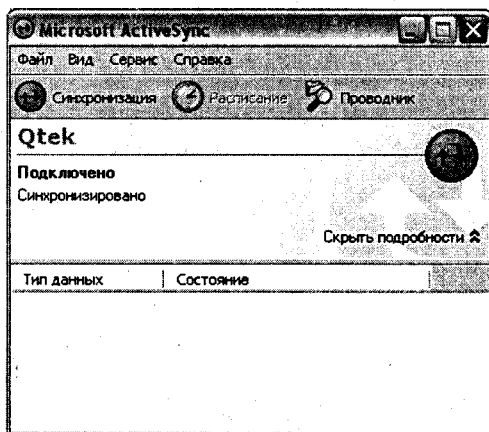 Microsoft ActiveSync
Файл Вид Сервис Справка
Синхронизация Расписание Проводник
Qtek
Подключено
Синхронизировано
Скрыть подробности
Тип данных Состояние